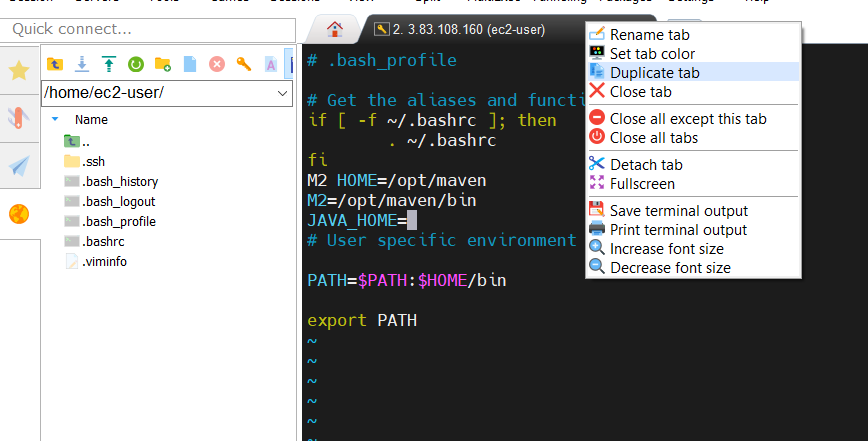 Quick connect...
2. 3.83.108.160 (ec2-user)
/home/ec2-user/
Name
..
.ssh
.bash_history
.bash_logout
.bash_profile
.bashrc
.viminfo
# .bash_profile
# Get the aliases and functi
if [ -f ~/.bashrc ]; then
. ~/.bashrc
fi
M2 HOME=/opt/maven
M2=/opt/maven/bin
JAVA_HOME=
# User specific environment
PATH=$PATH:$HOME/bin
export PATH
~
~
~
~
~
~
Rename tab
Set tab color
Duplicate tab
Close tab
Close all except this tab
Close all tabs
Detach tab
Fullscreen
Save terminal output
Print terminal output
Increase font size
Decrease font size